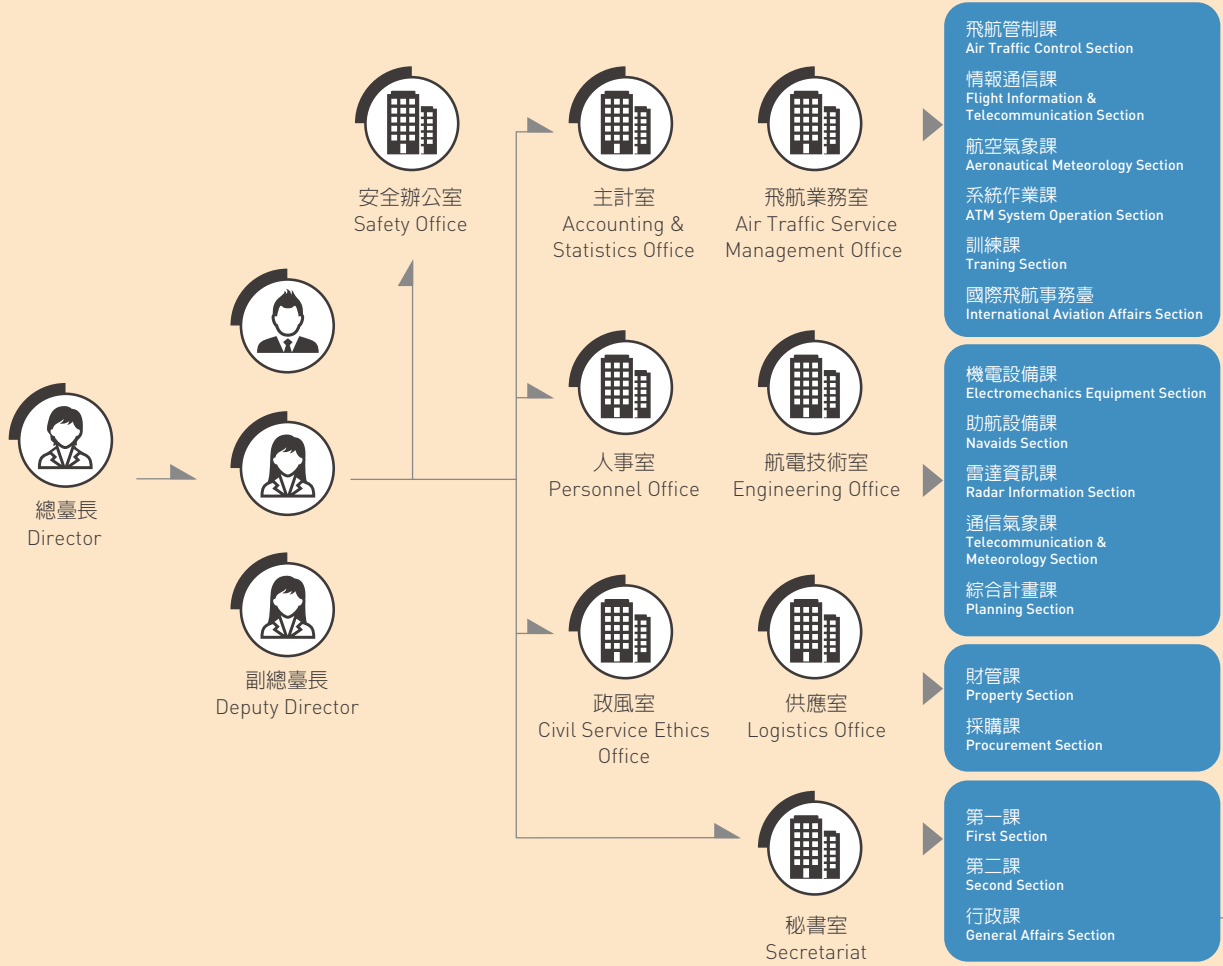 總臺長
Director
副總臺長
Deputy Director
安全辦公室
Safety Office
主計室
Accounting &
Statistics Office
飛航業務室
Air Traffic Service
Management Office
飛航管制課
Air Traffic Control Section
情報通信課
Flight Information &
Telecommunication Section
航空氣象課
Aeronautical Meteorology Section
系統作業課
ATM System Operation Section
訓練課
Traning Section
國際飛航事務臺
International Aviation Affairs Section
人事室
Personnel Office
航電技術室
Engineering Office
機電設備課
Electromechanics Equipment Section
助航設備課
Navaids Section
雷達資訊課
Radar Information Section
通信氣象課
Telecommunication &
Meteorology Section
綜合計畫課
Planning Section
政風室
Civil Service Ethics
Office
供應室
Logistics Office
財管課
Property Section
採購課
Procurement Section
秘書室
Secretariat
第一課
First Section
第二課
Second Section
行政課
General Affairs Section